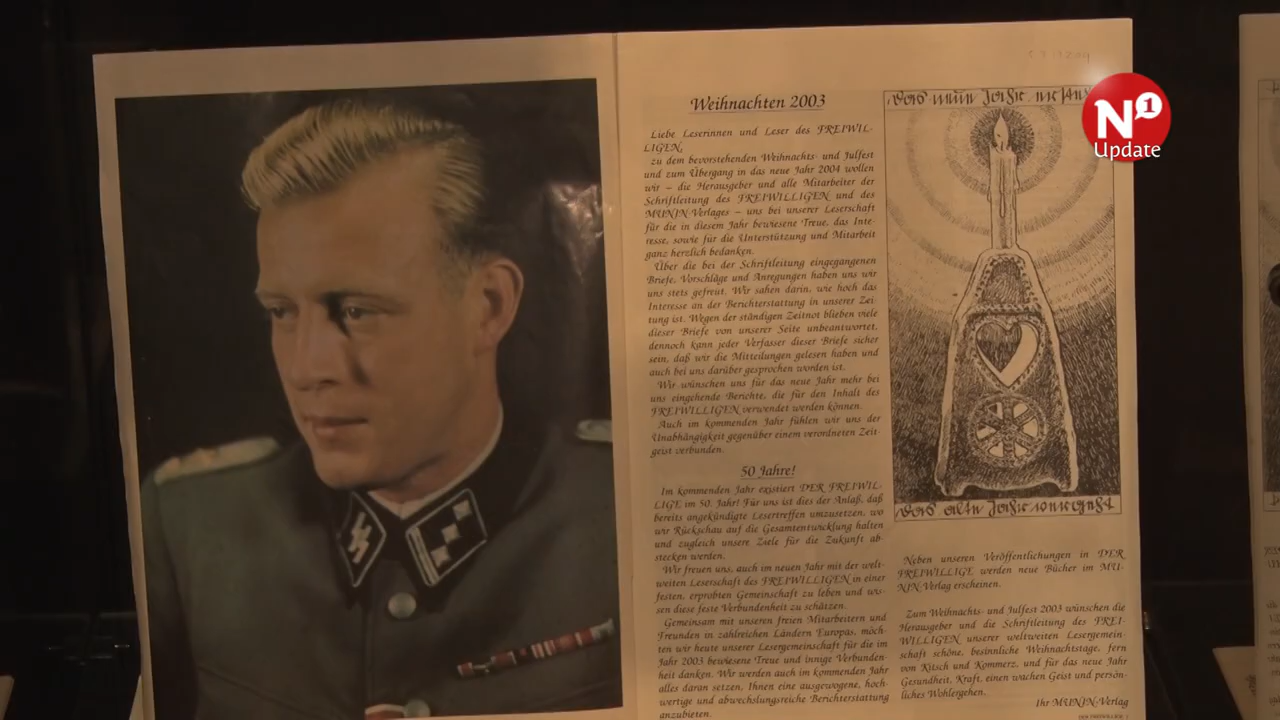 Weihnachten 2003
Liebe Leserinnen und Leser des FREIWIL-
LIGEN,
zu dem bevorstehenden Weihnachts- und Julfest
und zum Übergang in das neue Jahr 2004 wollen
wir – die Herausgeber und alle Mitarbeiter der
Schriftleitung des FREIWILLIGEN und des
MUNIN-Verlages – uns bei unserer Leserschaft
für die in diesem Jahr bewiesene Treue, das Inte-
resse, sowie für die Unterstützung und Mitarbeit
ganz herzlich bedanken.
Über die bei der Schriftleitung eingegangenen
Briefe, Vorschläge und Anregungen haben uns wir
uns stets gefreut. Wir sahen darin, wie hoch das
Interesse an der Berichterstattung in unserer Zei-
tung ist. Wegen der ständigen Zeitnot blieben viele
dieser Briefe von unserer Seite unbeantwortet,
dennoch kann jeder Verfasser dieser Briefe sicher
sein, daß wir die Mitteilungen gelesen haben und
auch bei uns darüber gesprochen worden ist.
Wir wünschen uns für das neue Jahr mehr bei
uns eingehende Berichte, die für den Inhalt des
FREIWILLIGEN verwendet werden können.
Auch im kommenden Jahr fühlen wir uns der
Unabhängigkeit gegenüber einem verordneten Zeit-
geist verbunden.
50 Jahre!
Im kommenden Jahr existiert DER FREIWIL-
LIGE im 50. Jahr! Für uns ist dies der Anlaß, daß
bereits angekündigte Lesertreffen umzusetzen, wo
wir Rückschau auf die Gesamtentwicklung halten
und zugleich unsere Ziele für die Zukunft ab-
stecken werden.
Wir freuen uns, auch im neuen Jahr mit der welt-
weiten Leserschaft des FREIWILLIGEN in einer
festen, erprobten Gemeinschaft zu leben und wis-
sen diese feste Verbundenheit zu schätzen.
Gemeinsam mit unseren freien Mitarbeitern und
Freunden in zahlreichen Ländern Europas, möch-
ten wir heute unserer Lesergemeinschaft für die im
Jahr 2003 bewiesene Treue und innige Verbunden-
heit danken. Wir werden auch im kommenden Jahr
alles daran setzen, Ihnen eine ausgewogene, hoch-
wertige und abwechslungsreiche Berichterstattung
anzubieten.
das neue Jahr
das alte Jahr vergeht
Neben unseren Veröffentlichungen in DER
FREIWILLIGE werden neue Bücher im MU-
NIN-Verlag erscheinen.
Zum Weihnachts- und Julfest 2003 wünschen die
Herausgeber und die Schriftleitung des FREI-
WILLIGEN unserer weltweiten Lesergemein-
schaft schöne, besinnliche Weihnachtstage, fern
von Kitsch und Kommerz, und für das neue Jahr
Gesundheit, Kraft, einen wachen Geist und persön-
liches Wohlergehen.
Ihr MUNIN-Verlag
DER FREIWILLIGE
N1
Update